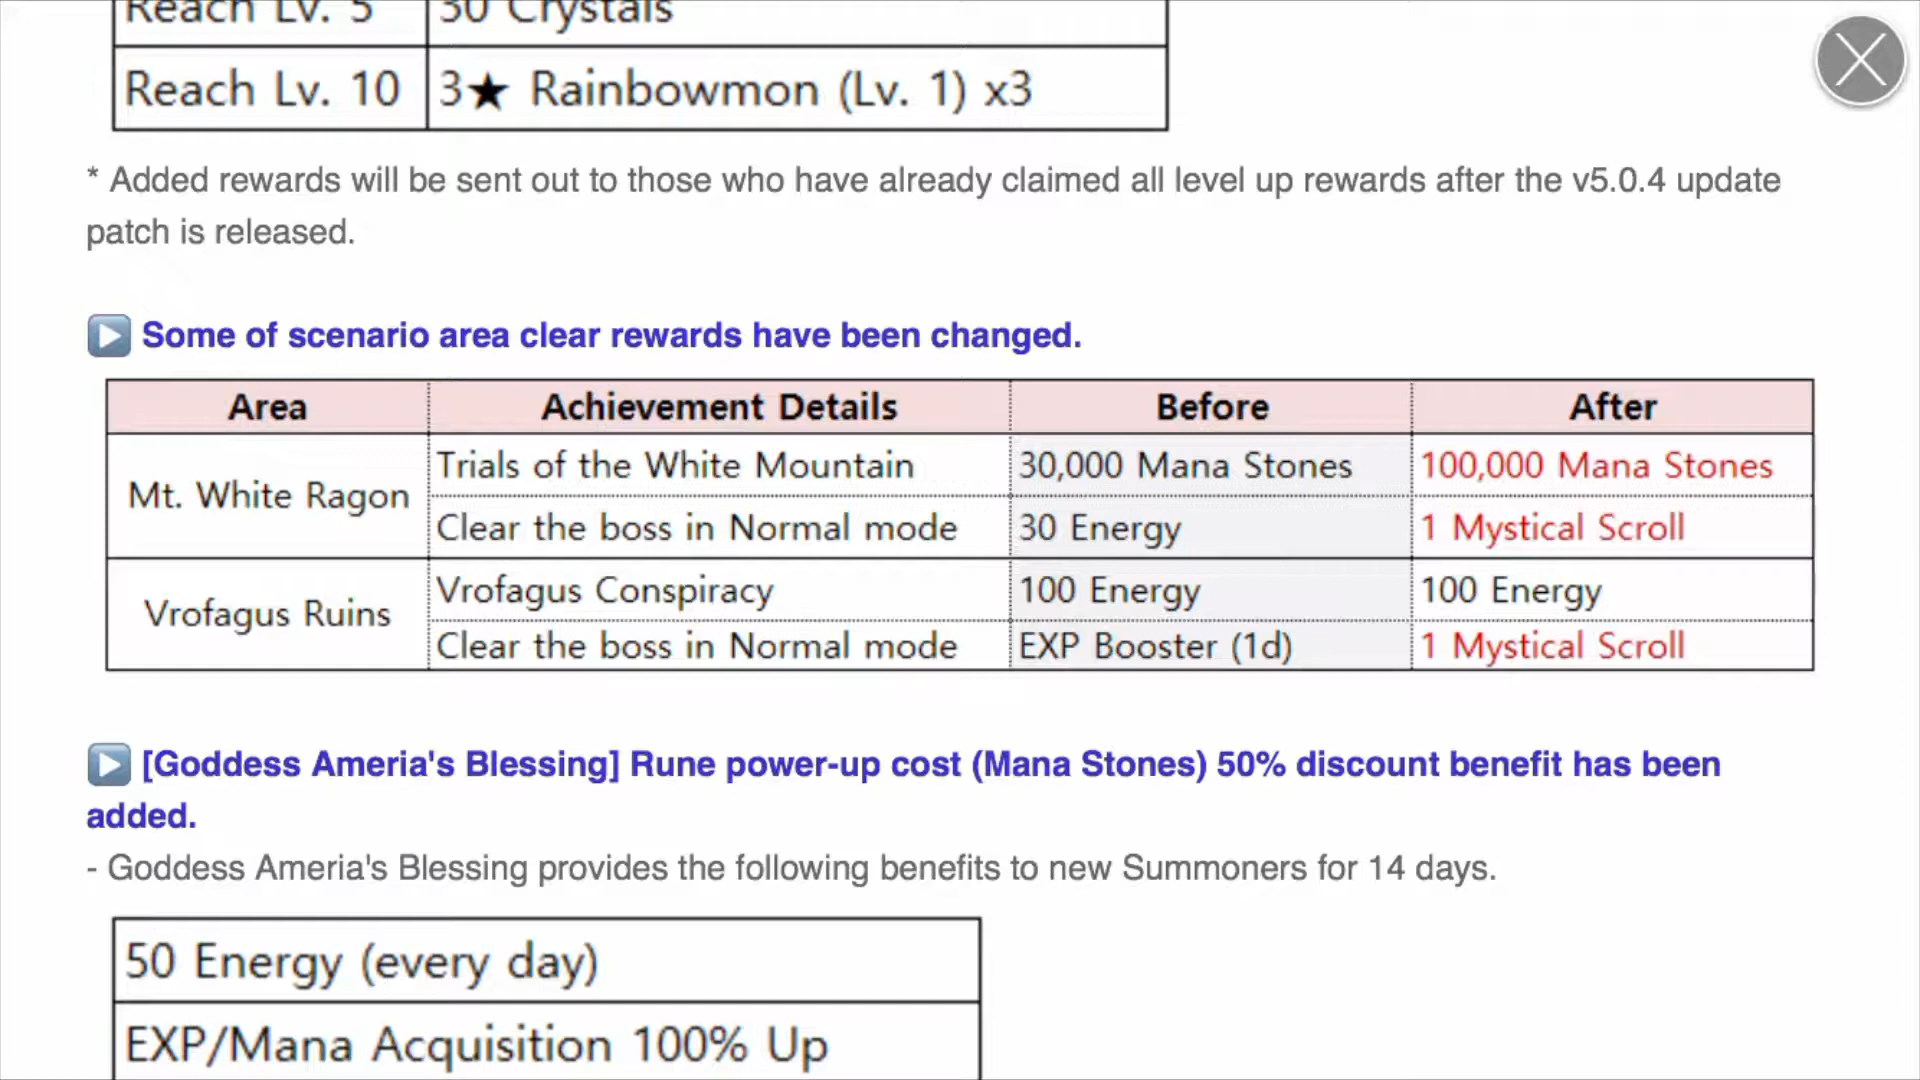 Reach Lv. 5 30 Crystals
Reach Lv. 10 3★ Rainbowmon (Lv. 1) x3
* Added rewards will be sent out to those who have already claimed all level up rewards after the v5.0.4 update
patch is released.
Some of scenario area clear rewards have been changed.
Area Achievement Details Before After
Mt. White Ragon
Trials of the White Mountain 30,000 Mana Stones 100,000 Mana Stones
Clear the boss in Normal mode 30 Energy 1 Mystical Scroll
Vrofagus Ruins
Vrofagus Conspiracy 100 Energy 100 Energy
Clear the boss in Normal mode EXP Booster (1d) 1 Mystical Scroll
[Goddess Ameria's Blessing] Rune power-up cost (Mana Stones) 50% discount benefit has been
added.
- Goddess Ameria's Blessing provides the following benefits to new Summoners for 14 days.
50 Energy (every day)
EXP/Mana Acquisition 100% Up